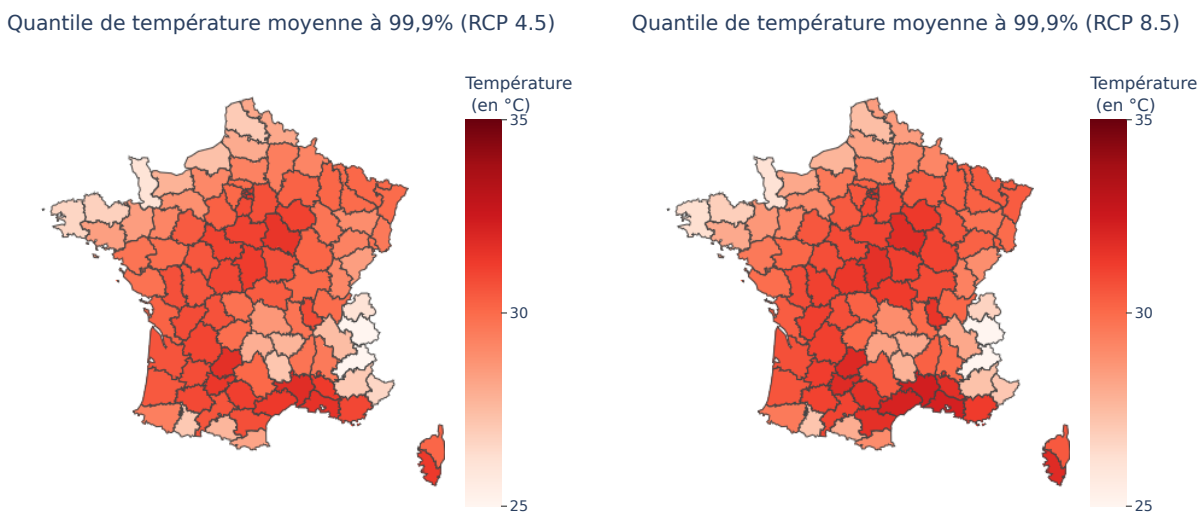 Quantile de température moyenne à 99,9% (RCP 4.5)
Température
(en °C)
35
30
25
Quantile de température moyenne à 99,9% (RCP 8.5)
Température
(en °C)
35
30
25